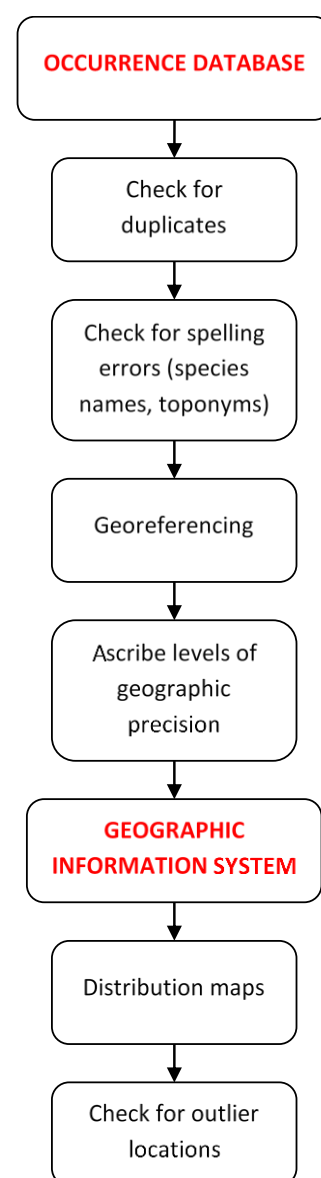 OCCURRENCE DATABASE
Check for
duplicates
Check for spelling
errors (species
names, toponyms)
Georeferencing
Ascribe levels of
geographic
precision
GEOGRAPHIC
INFORMATION SYSTEM
Distribution maps
Check for outlier
locations